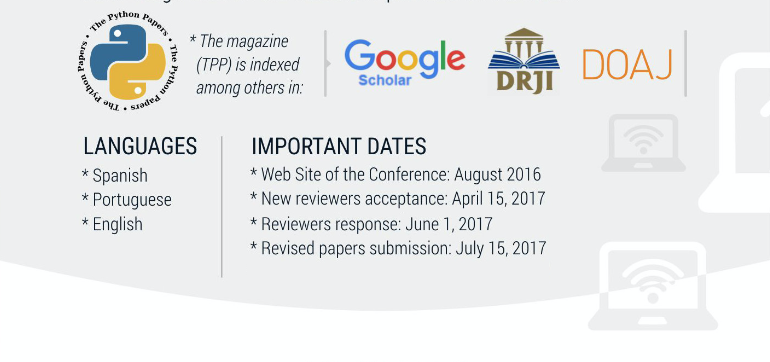 The Python Papers • The Python Papers • The Python Papers •
* The magazine
(TPP) is indexed
among others in:
Google
Scholar
DRJI
DOAJ
LANGUAGES
* Spanish
* Portuguese
* English
IMPORTANT DATES
* Web Site of the Conference: August 2016
* New reviewers acceptance: April 15, 2017
* Reviewers response: June 1, 2017
* Revised papers submission: July 15, 2017